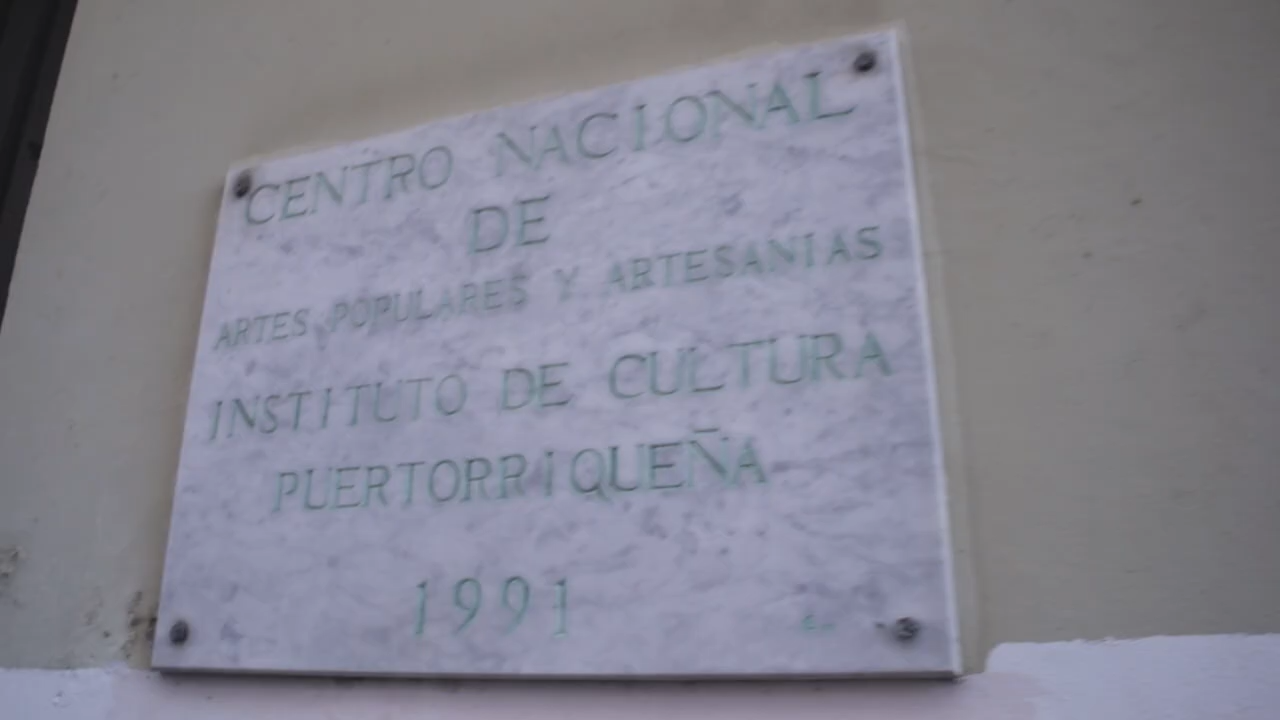 CENTRO NACIONAL
DE
ARTES POPULARES Y ARTESANIAS
INSTITUTO DE CULTURA
PUERTORRIQUEÑA
1991